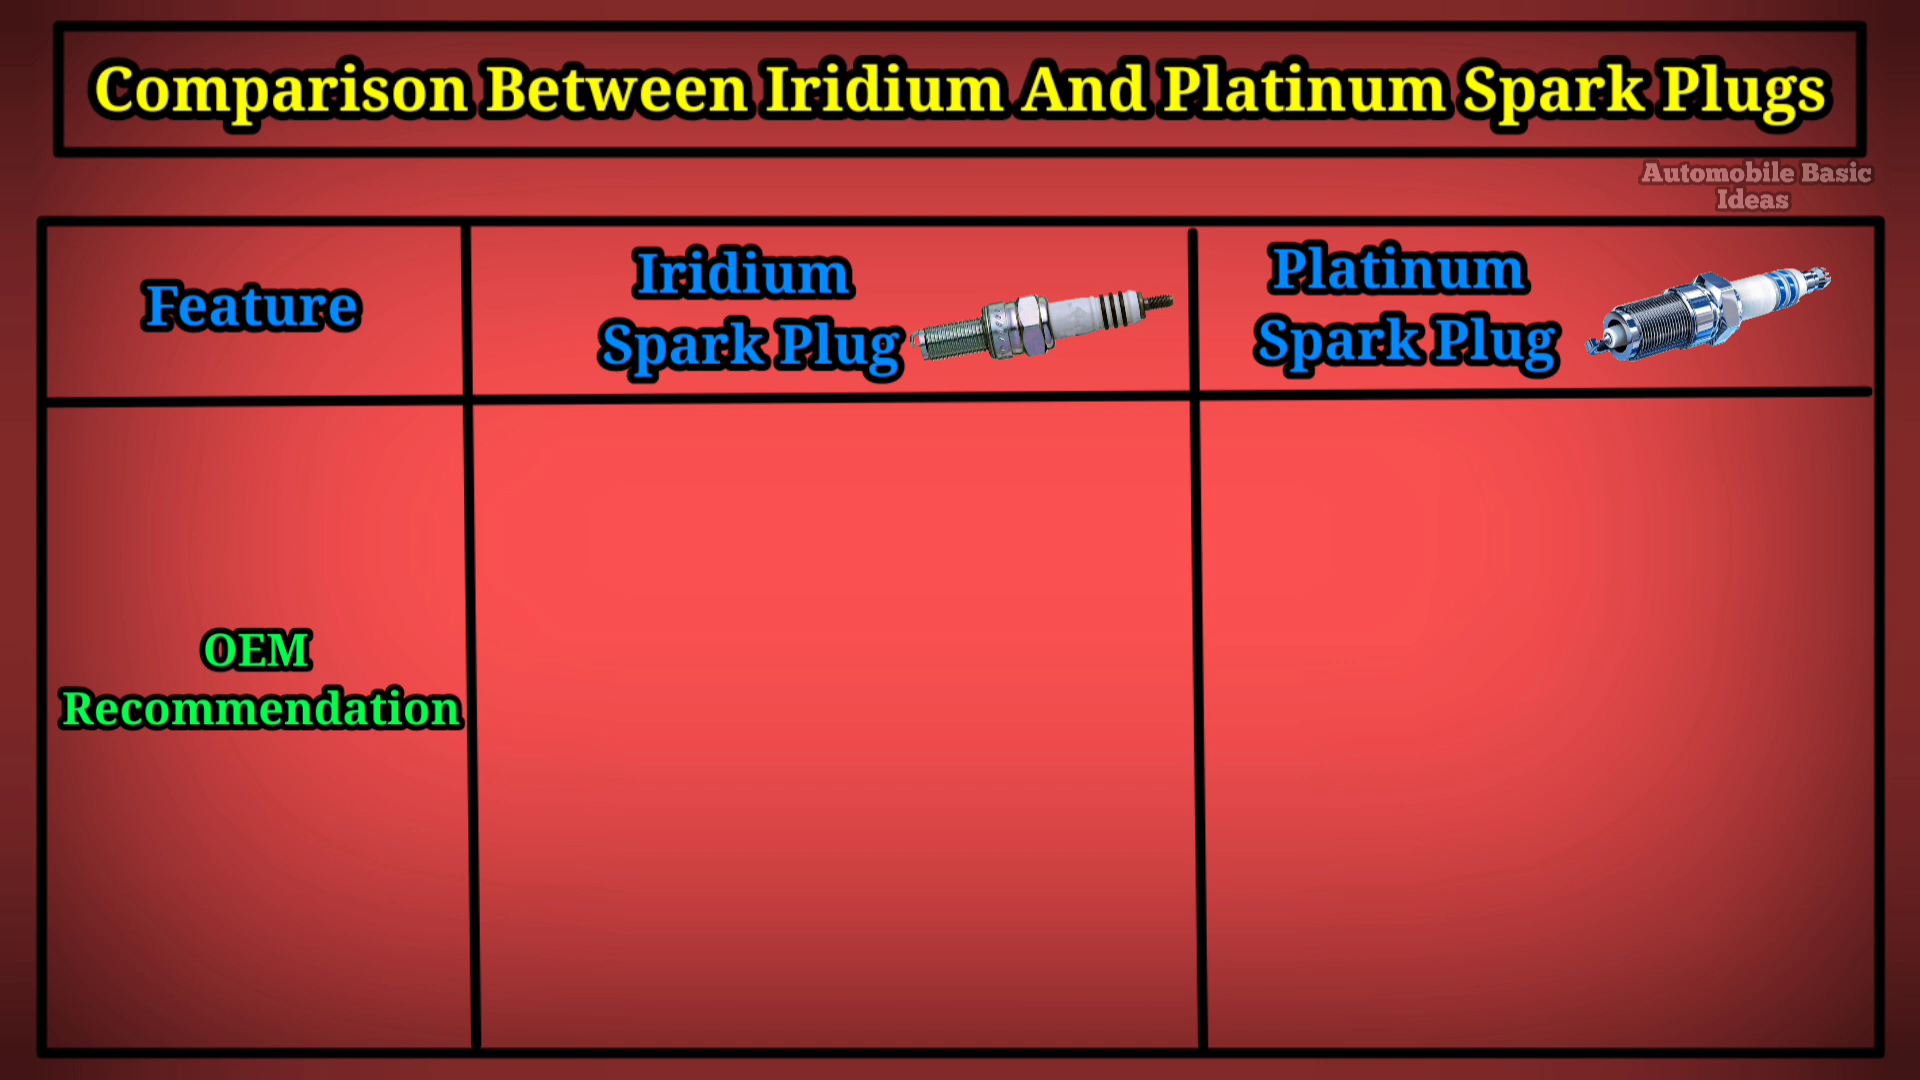 Comparison Between Iridium And Platinum Spark Plugs
Automobile Basic
Ideas
Feature
Iridium
Spark Plug
Platinum
Spark Plug
OEM
Recommendation